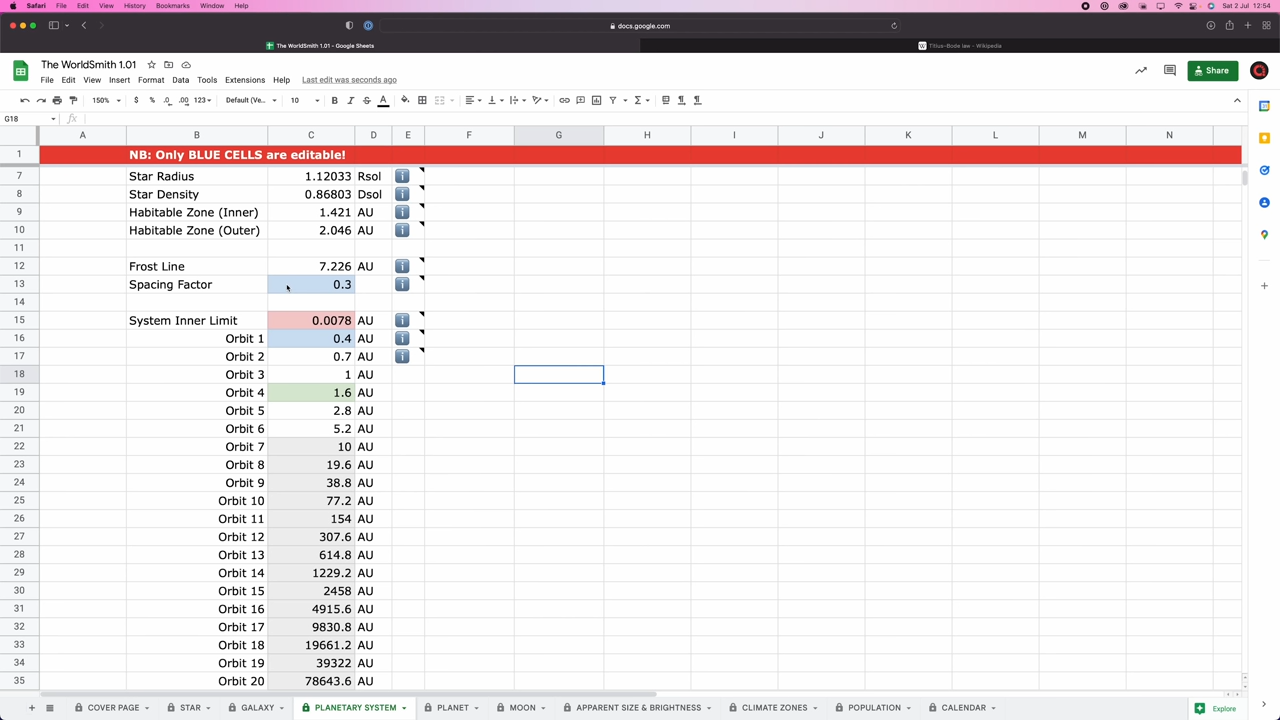 Safari File Edit View History Bookmarks Window Help Sat 2 Jul 12:54
docs.google.com
The WorldSmith 1.01 - Google Sheets Titius–Bode law - Wikipedia
The WorldSmith 1.01 Share
File Edit View Insert Format Data Tools Extensions Help Last edit was seconds ago
150% $ % .0 .00 123 Default (Ve... 10 B I S A
G18 fx
A B C D E F G H I J K L M N
1 NB: Only BLUE CELLS are editable!
7 Star Radius 1.12033 Rsol i
8 Star Density 0.86803 Dsol i
9 Habitable Zone (Inner) 1.421 AU i
10 Habitable Zone (Outer) 2.046 AU i
11
12 Frost Line 7.226 AU i
13 Spacing Factor 0.3 i
14
15 System Inner Limit 0.0078 AU i
16 Orbit 1 0.4 AU i
17 Orbit 2 0.7 AU i
18 Orbit 3 1 AU
19 Orbit 4 1.6 AU
20 Orbit 5 2.8 AU
21 Orbit 6 5.2 AU
22 Orbit 7 10 AU
23 Orbit 8 19.6 AU
24 Orbit 9 38.8 AU
25 Orbit 10 77.2 AU
26 Orbit 11 154 AU
27 Orbit 12 307.6 AU
28 Orbit 13 614.8 AU
29 Orbit 14 1229.2 AU
30 Orbit 15 2458 AU
31 Orbit 16 4915.6 AU
32 Orbit 17 9830.8 AU
33 Orbit 18 19661.2 AU
34 Orbit 19 39322 AU
35 Orbit 20 78643.6 AU
COVER PAGE STAR GALAXY PLANETARY SYSTEM PLANET MOON APPARENT SIZE & BRIGHTNESS CLIMATE ZONES POPULATION CALENDAR Explore